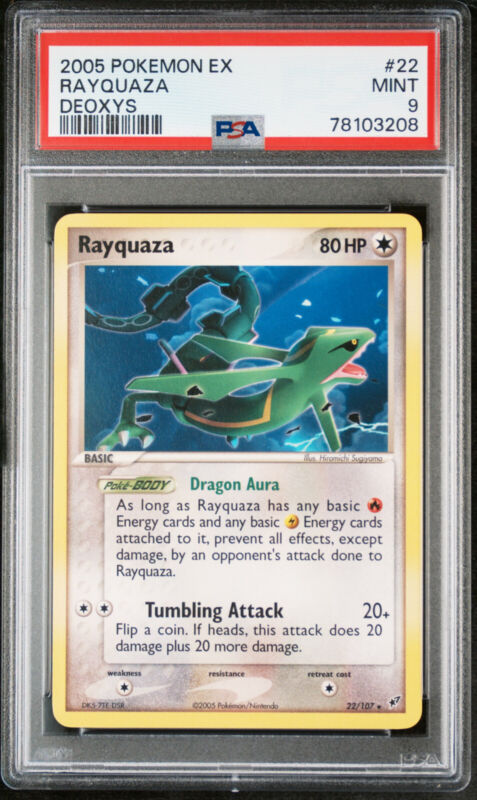 2005 POKEMON EX #22
RAYQUAZA MINT
DEOXYS 9
PSA 78103208
Rayquaza 80 HP
BASIC Illus. Hiromichi Sugiyama
Poké-BODY Dragon Aura
As long as Rayquaza has any basic
Energy cards and any basic Energy cards
attached to it, prevent all effects, except
damage, by an opponent's attack done to
Rayquaza.
Tumbling Attack 20+
Flip a coin. If heads, this attack does 20
damage plus 20 more damage.
weakness resistance retreat cost
©2005 Pokémon/Nintendo 22/107
PSA